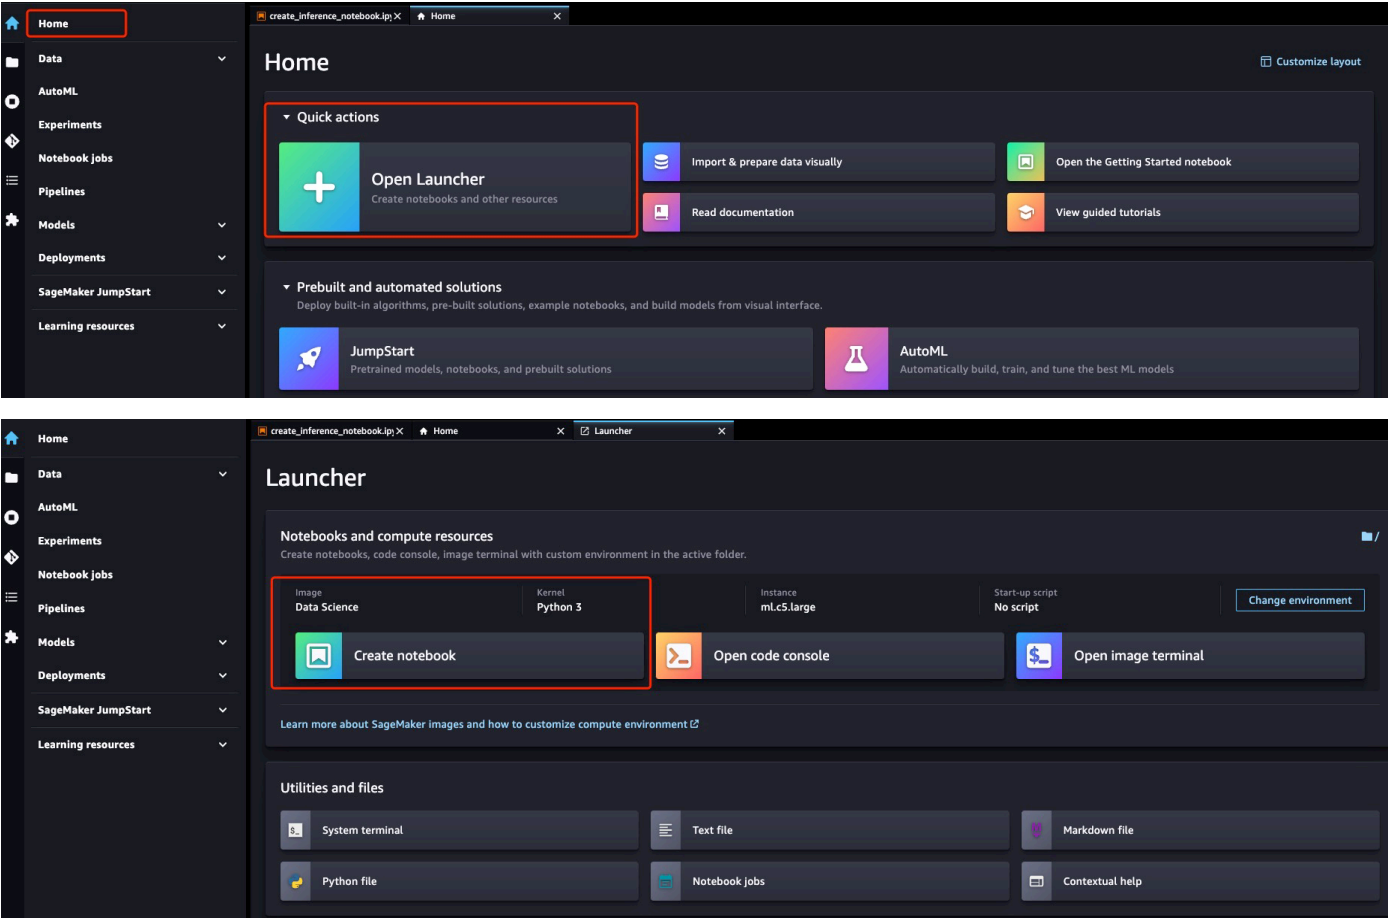 Home
Data
AutoML
Experiments
Notebook jobs
Pipelines
Models
Deployments
SageMaker JumpStart
Learning resources
create_inference_notebook.ipy
Home
Home
Customize layout
Quick actions
Open Launcher
Create notebooks and other resources
Import & prepare data visually
Open the Getting Started notebook
Read documentation
View guided tutorials
Prebuilt and automated solutions
Deploy built-in algorithms, pre-built solutions, example notebooks, and build models from visual interface.
JumpStart
Pretrained models, notebooks, and prebuilt solutions
AutoML
Automatically build, train, and tune the best ML models
Home
Data
AutoML
Experiments
Notebook jobs
Pipelines
Models
Deployments
SageMaker JumpStart
Learning resources
create_inference_notebook.ipy
Home
Launcher
Launcher
Notebooks and compute resources
Create notebooks, code console, image terminal with custom environment in the active folder.
/
Image
Data Science
Kernel
Python 3
Instance
ml.c5.large
Start-up script
No script
Change environment
Create notebook
Open code console
$_
Open image terminal
Learn more about SageMaker images and how to customize compute environment
Utilities and files
$_
System terminal
Text file
Markdown file
Python file
Notebook jobs
Contextual help